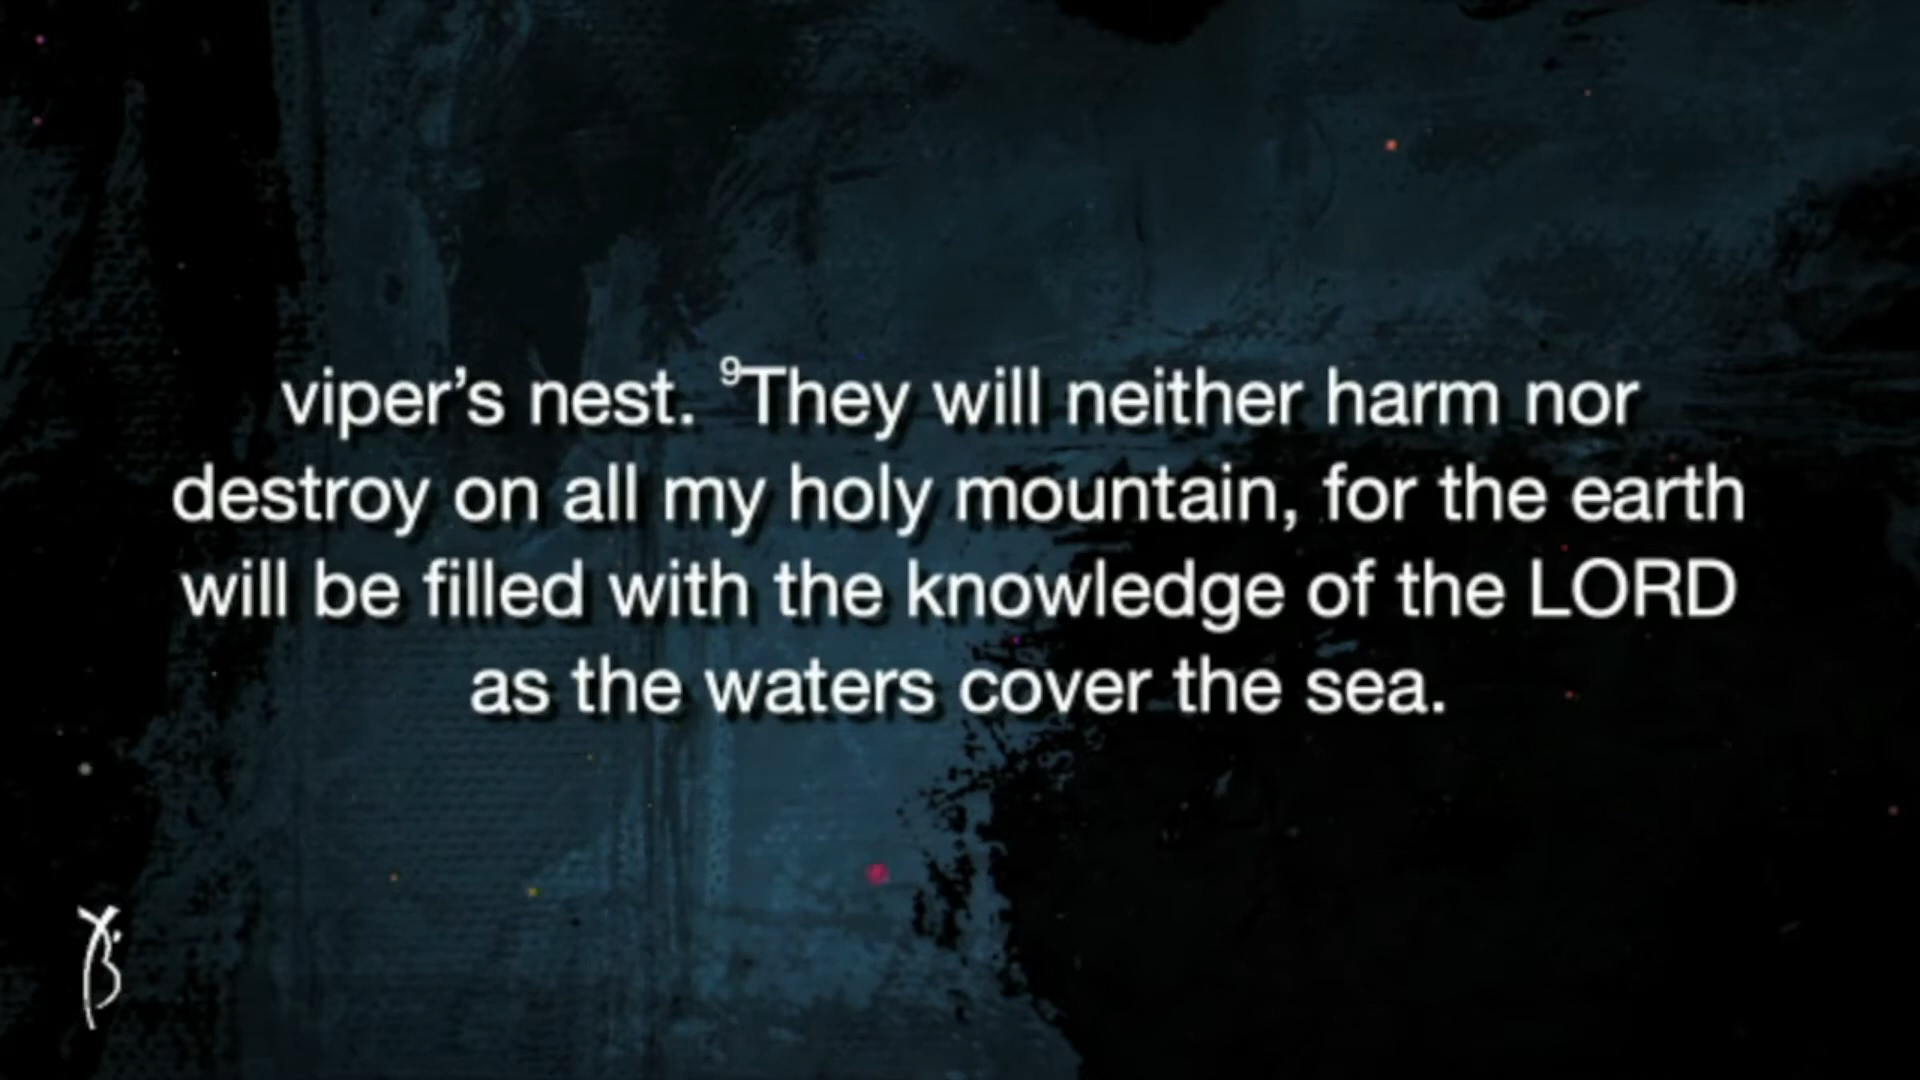 viper’s nest. ⁹They will neither harm nor
destroy on all my holy mountain, for the earth
will be filled with the knowledge of the LORD
as the waters cover the sea.